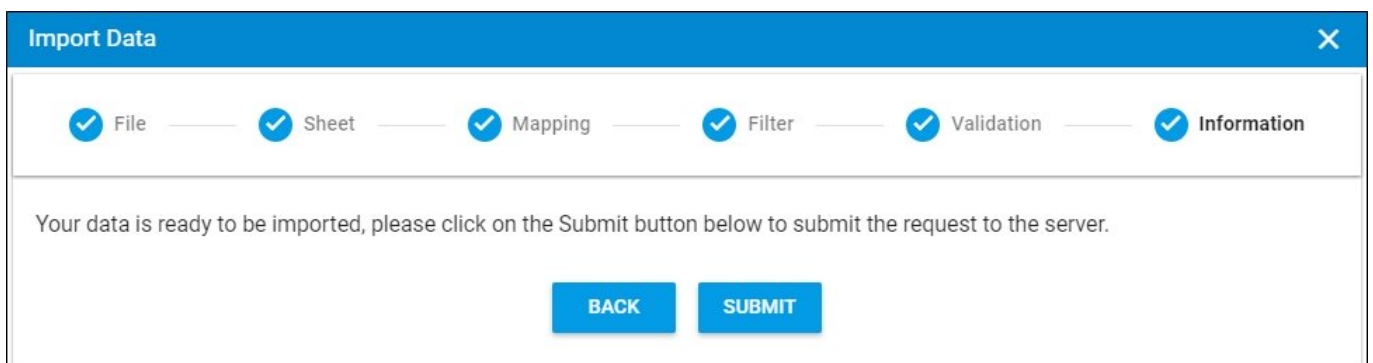 Import Data
File Sheet Mapping Filter Validation Information
Your data is ready to be imported, please click on the Submit button below to submit the request to the server.
BACK SUBMIT